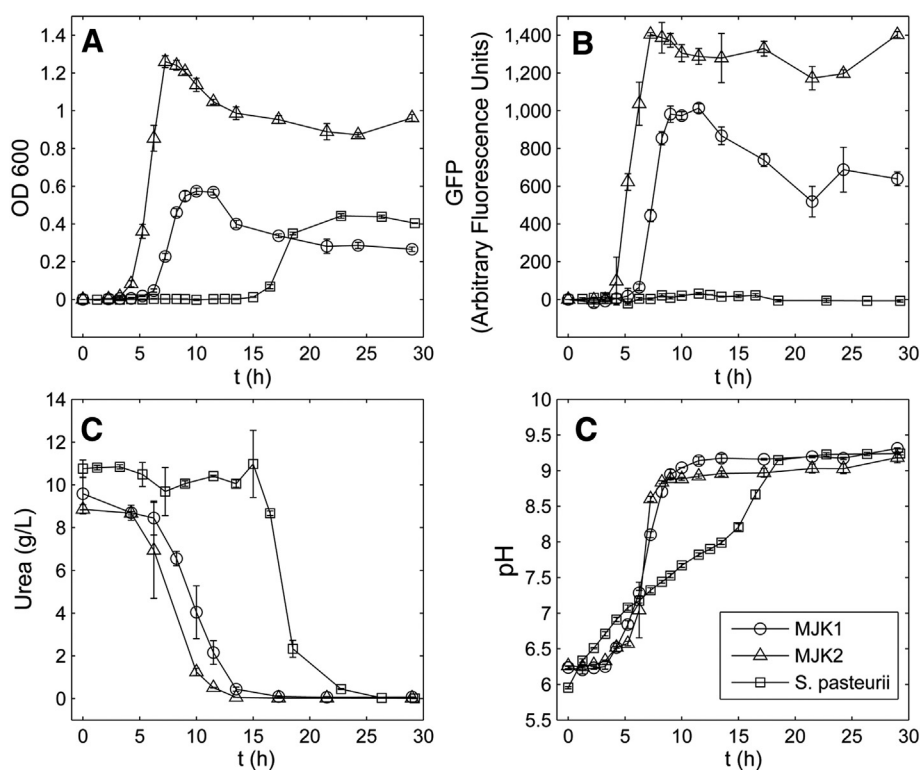 A
OD 600
1.4
1.2
1
0.8
0.6
0.4
0.2
0
0 5 10 15 20 25 30
t (h)
B
GFP
(Arbitrary Fluorescence Units)
1,400
1,200
1,000
800
600
400
200
0
0 5 10 15 20 25 30
t (h)
C
Urea (g/L)
14
12
10
8
6
4
2
0
0 5 10 15 20 25 30
t (h)
C
pH
10
9.5
9
8.5
8
7.5
7
6.5
6
5.5
0 5 10 15 20 25 30
t (h)
MJK1
MJK2
S. pasteurii